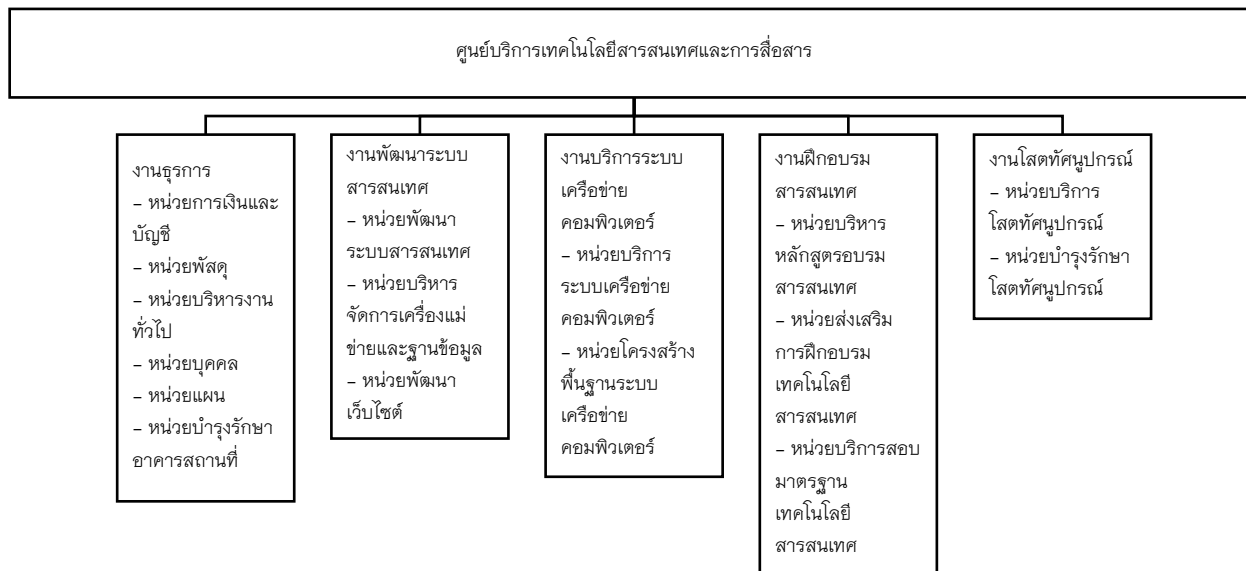 ศูนย์บริการเทคโนโลยีสารสนเทศและการสื่อสาร
งานธุรการ
– หน่วยการเงินและ
บัญชี
– หน่วยพัสดุ
– หน่วยบริหารงาน
ทั่วไป
– หน่วยบุคคล
– หน่วยแผน
– หน่วยบำรุงรักษา
อาคารสถานที่
งานพัฒนาระบบ
สารสนเทศ
– หน่วยพัฒนา
ระบบสารสนเทศ
– หน่วยบริหาร
จัดการเครื่องแม่
ข่ายและฐานข้อมูล
– หน่วยพัฒนา
เว็บไซต์
งานบริการระบบ
เครือข่าย
คอมพิวเตอร์
– หน่วยบริการ
ระบบเครือข่าย
คอมพิวเตอร์
– หน่วยโครงสร้าง
พื้นฐานระบบ
เครือข่าย
คอมพิวเตอร์
งานฝึกอบรม
สารสนเทศ
– หน่วยบริหาร
หลักสูตรอบรม
สารสนเทศ
– หน่วยส่งเสริม
การฝึกอบรม
เทคโนโลยี
สารสนเทศ
– หน่วยบริการสอบ
มาตรฐาน
เทคโนโลยี
สารสนเทศ
งานโสตทัศนูปกรณ์
– หน่วยบริการ
โสตทัศนูปกรณ์
– หน่วยบำรุงรักษา
โสตทัศนูปกรณ์